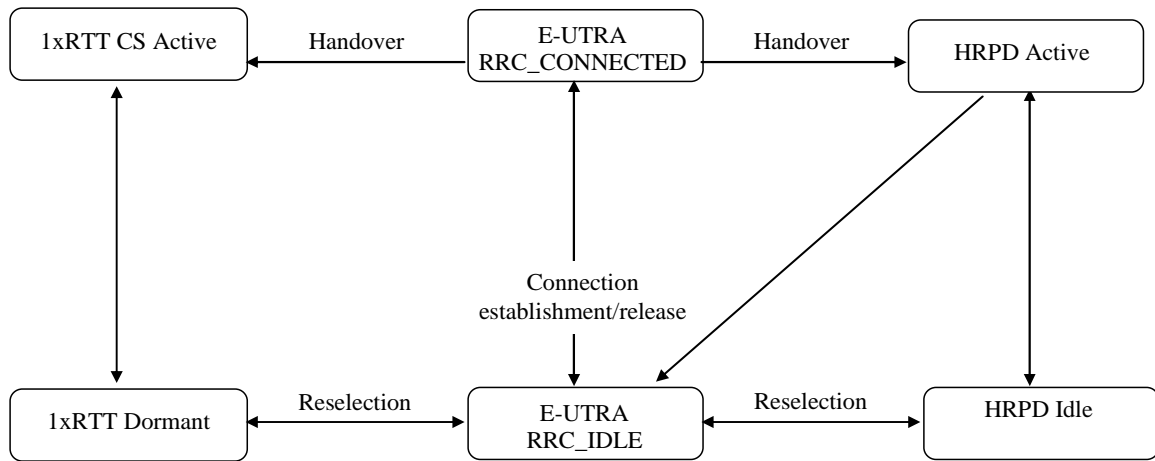 1xRTT CS Active
Handover
E-UTRA
RRC_CONNECTED
Handover
HRPD Active
Connection
establishment/release
1xRTT Dormant
Reselection
E-UTRA
RRC_IDLE
Reselection
HRPD Idle